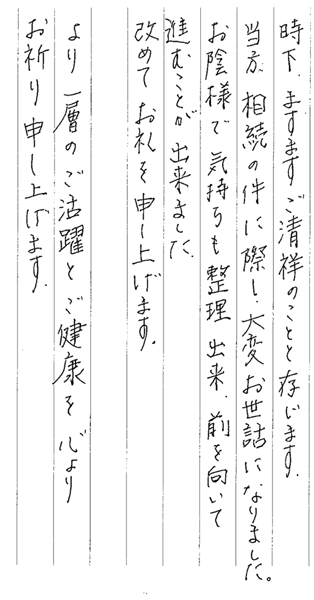 時下、ますますご清祥のことと存じます。
当方、相続の件に際し、大変お世話になりました。
お陰様で気持ちも整理出来、前を向いて
進むことが出来ました。
改めてお礼を申し上げます。
より一層のご活躍とご健康を心より
お祈り申し上げます。